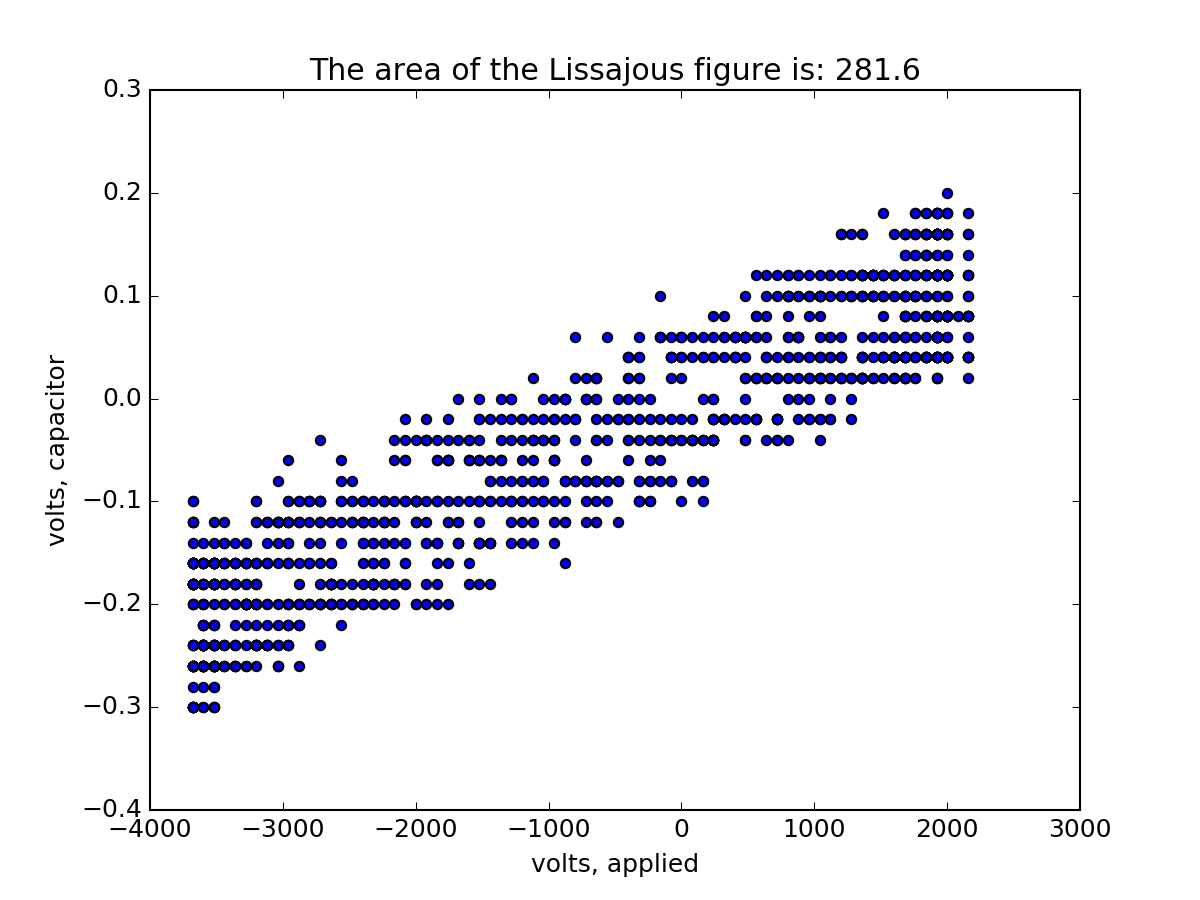 The area of the Lissajous figure is: 281.6
0.3
0.2
0.1
0.0
−0.1
−0.2
−0.3
−0.4
volts, capacitor
−4000 −3000 −2000 −1000 0 1000 2000 3000
volts, applied